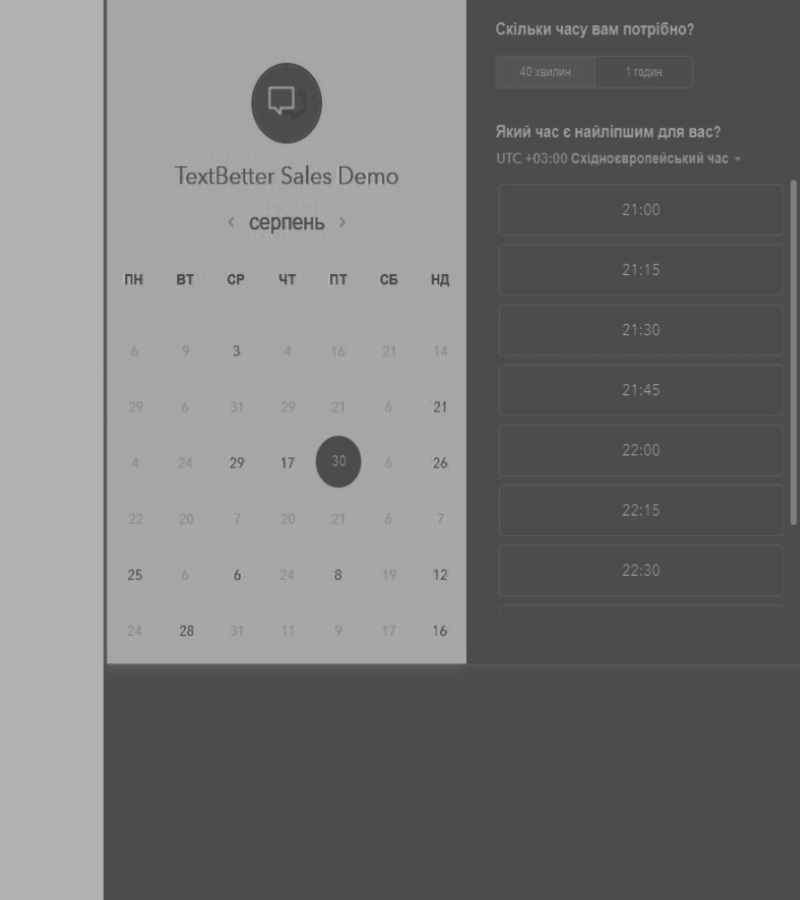 TextBetter Sales Demo
‹ серпень ›
ПН ВТ СР ЧТ ПТ СБ НД
6 9 3 4 16 21 14
29 6 31 29 21 6 21
4 24 29 17 30 6 26
22 20 7 20 21 6 7
25 6 6 24 8 19 12
24 28 31 11 9 17 16
Скільки часу вам потрібно?
40 хвилин 1 годин
Який час є найліпшим для вас?
UTC +03:00 Східноєвропейський час
21:00
21:15
21:30
21:45
22:00
22:15
22:30